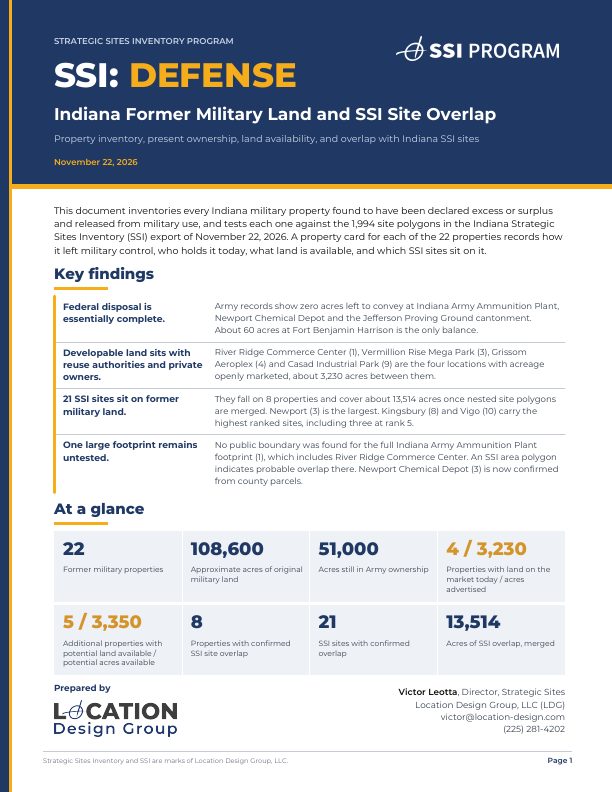 STRATEGIC SITES INVENTORY PROGRAM
SSI PROGRAM
SSI: DEFENSE
Indiana Former Military Land and SSI Site Overlap
Property inventory, present ownership, land availability, and overlap with Indiana SSI sites
November 22, 2026
This document inventories every Indiana military property found to have been declared excess or surplus
and released from military use, and tests each one against the 1,994 site polygons in the Indiana Strategic
Sites Inventory (SSI) export of November 22, 2026. A property card for each of the 22 properties records how
it left military control, who holds it today, what land is available, and which SSI sites sit on it.
Key findings
Federal disposal is
essentially complete.
Army records show zero acres left to convey at Indiana Army Ammunition Plant,
Newport Chemical Depot and the Jefferson Proving Ground cantonment.
About 60 acres at Fort Benjamin Harrison is the only balance.
Developable land sits with
reuse authorities and private
owners.
River Ridge Commerce Center (1), Vermillion Rise Mega Park (3), Grissom
Aeroplex (4) and Casad Industrial Park (9) are the four locations with acreage
openly marketed, about 3,230 acres between them.
21 SSI sites sit on former
military land.
They fall on 8 properties and cover about 13,514 acres once nested site polygons
are merged. Newport (3) is the largest. Kingsbury (8) and Vigo (10) carry the
highest ranked sites, including three at rank 5.
One large footprint remains
untested.
No public boundary was found for the full Indiana Army Ammunition Plant
footprint (1), which includes River Ridge Commerce Center. An SSI area polygon
indicates probable overlap there. Newport Chemical Depot (3) is now confirmed
from county parcels.
At a glance
22
Former military properties
108,600
Approximate acres of original
military land
51,000
Acres still in Army ownership
4 / 3,230
Properties with land on the
market today / acres
advertised
5 / 3,350
Additional properties with
potential land available /
potential acres available
8
Properties with confirmed
SSI site overlap
21
SSI sites with confirmed
overlap
13,514
Acres of SSI overlap, merged
Prepared by
LOCATION
Design Group
Victor Leotta, Director, Strategic Sites
Location Design Group, LLC (LDG)
victor@location-design.com
(225) 281-4202
Strategic Sites Inventory and SSI are marks of Location Design Group, LLC.
Page 1